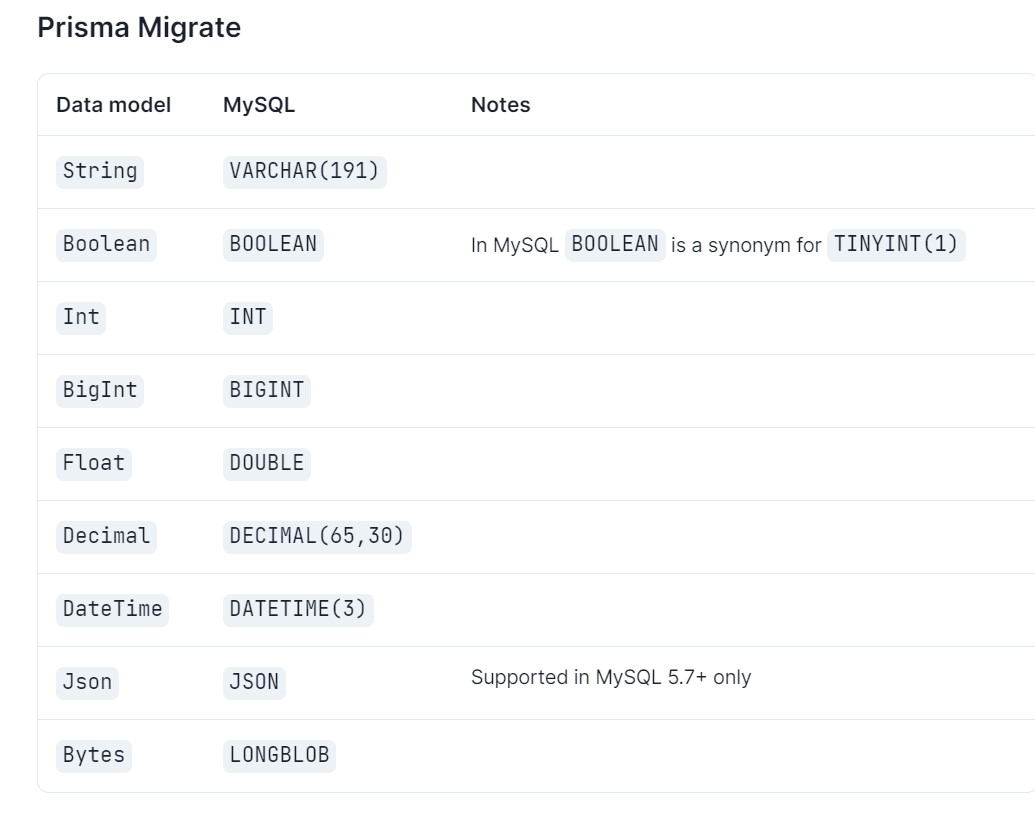 Prisma Migrate
Data model MySQL Notes
String VARCHAR(191)
Boolean BOOLEAN In MySQL BOOLEAN is a synonym for TINYINT(1)
Int INT
BigInt BIGINT
Float DOUBLE
Decimal DECIMAL(65,30)
DateTime DATETIME(3)
Json JSON Supported in MySQL 5.7+ only
Bytes LONGBLOB